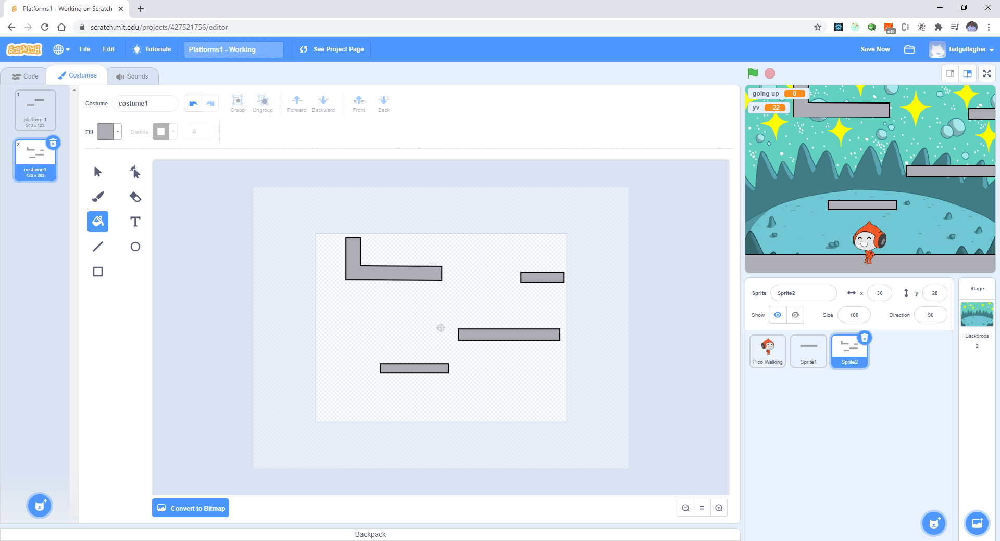 Platforms1 - Working on Scratch
scratch.mit.edu/projects/427521756/editor
off
SCRATCH
File
Edit
Tutorials
Platforms1 - Working
See Project Page
Save Now
tadgallagher
Code
Costumes
Sounds
1
platform 1
340 x 123
2
costume1
420 x 263
Costume
costume1
Group
Ungroup
Forward
Backward
Front
Back
Fill
Outline
4
T
Convert to Bitmap
Backpack
going up 0
yv -22
Sprite
Sprite2
x
36
y
28
Show
Size
100
Direction
90
Pico Walking
Sprite1
Sprite2
Stage
Backdrops
2